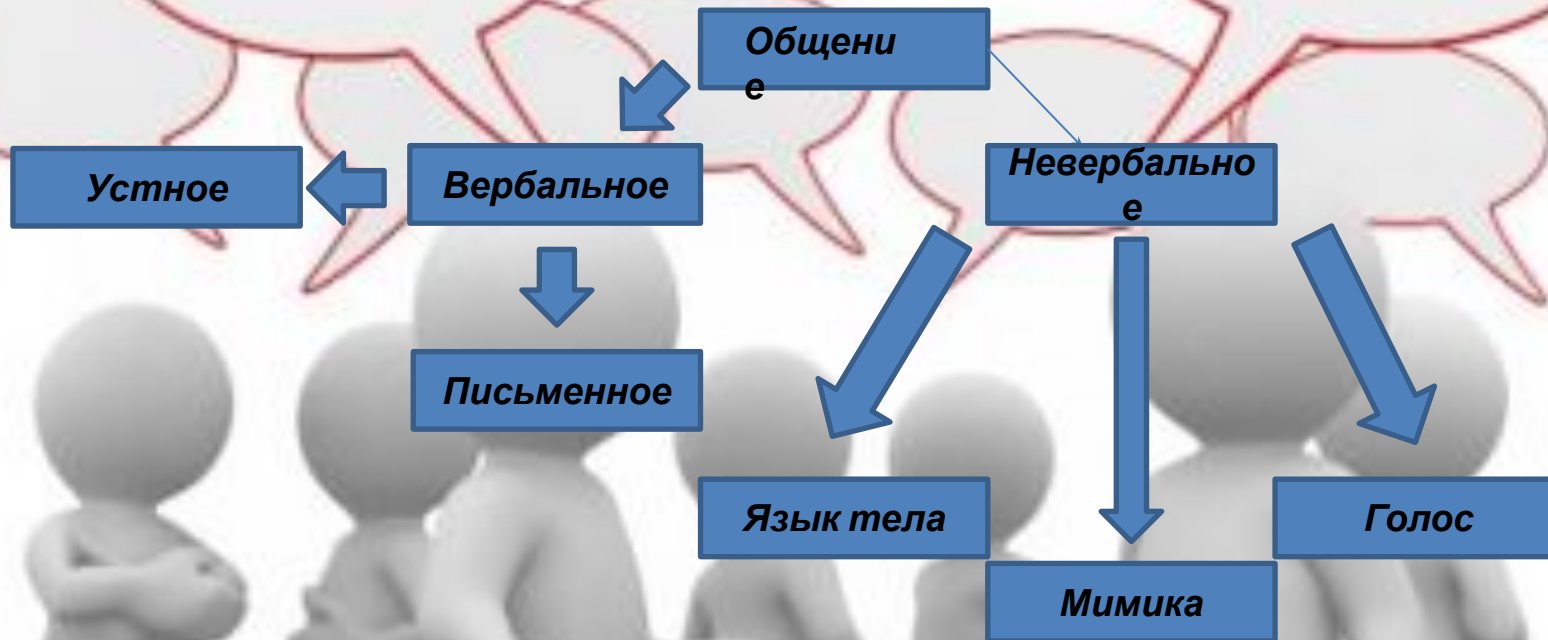 Общени
е
Устное
Вербальное
Невербально
е
Письменное
Язык тела
Голос
Мимика